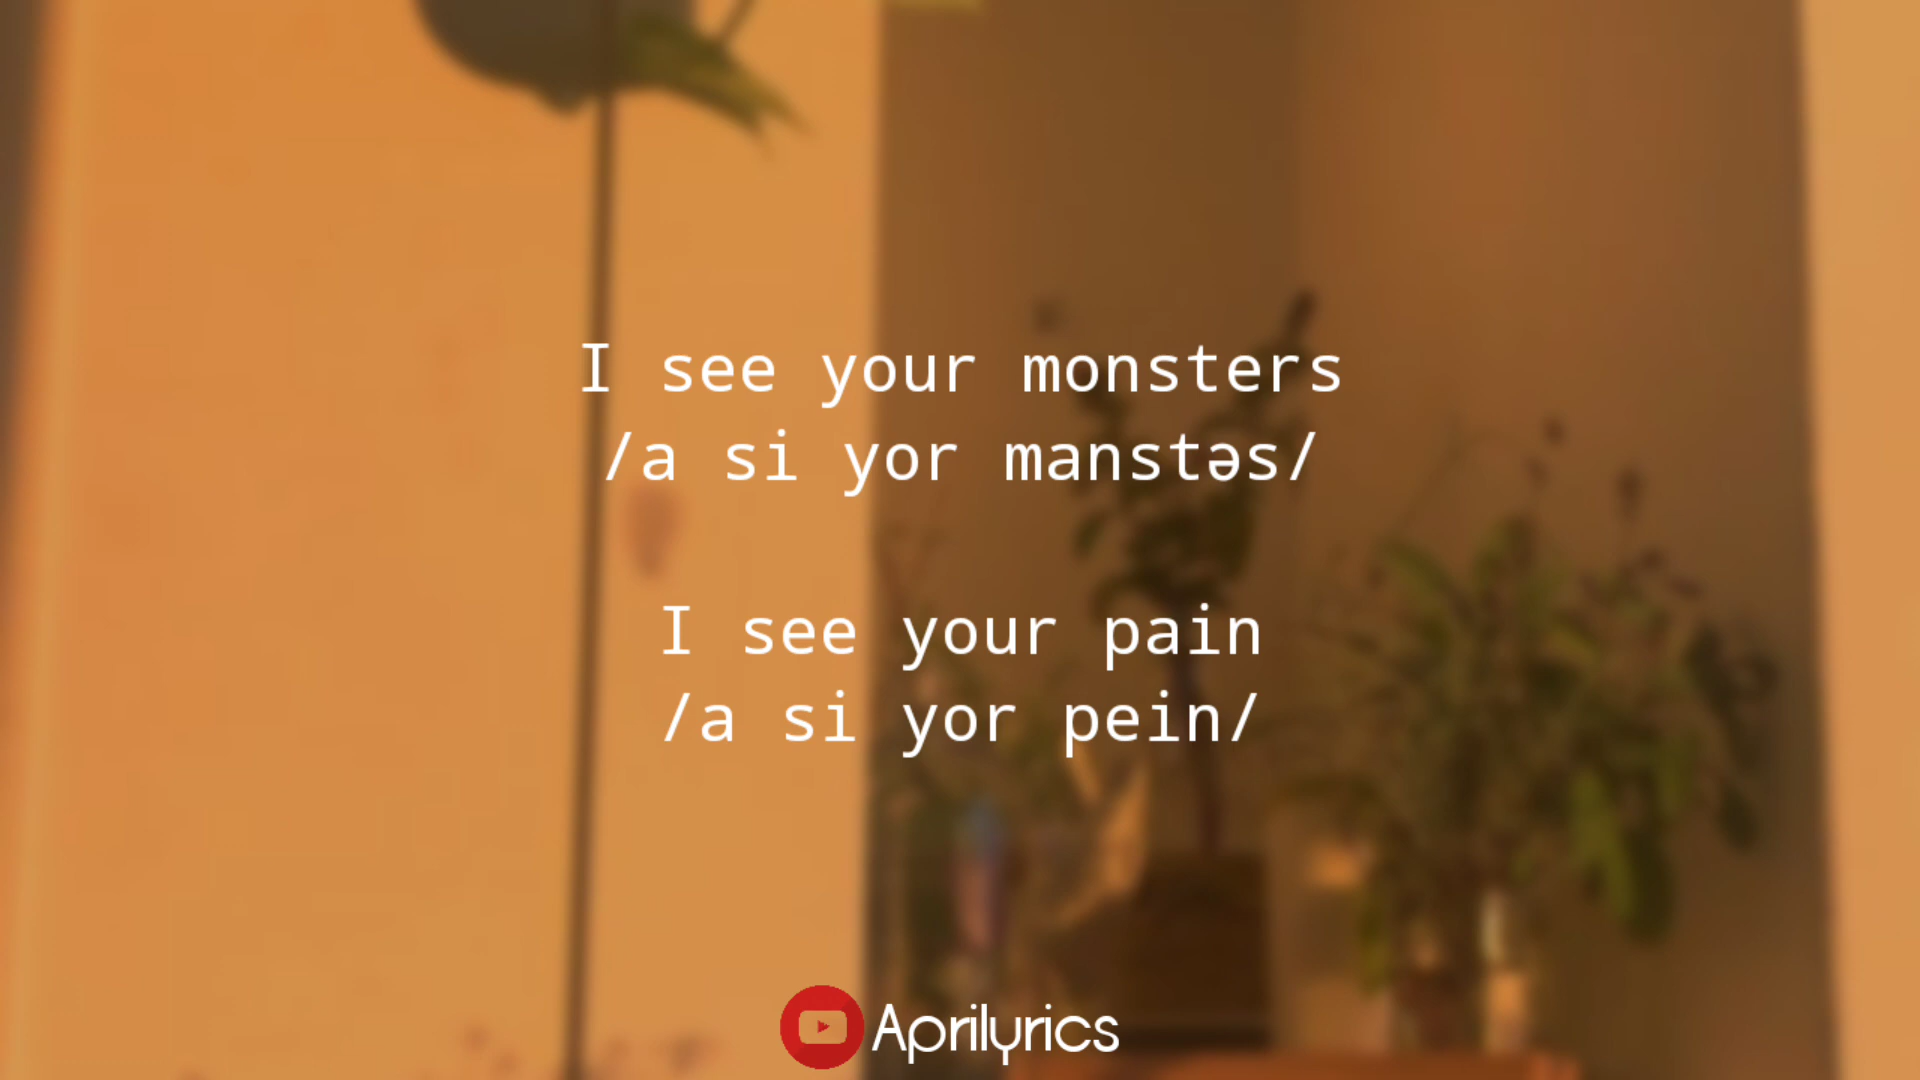 I see your monsters
/a si yor manstəs/
I see your pain
/a si yor pein/
Aprilyrics